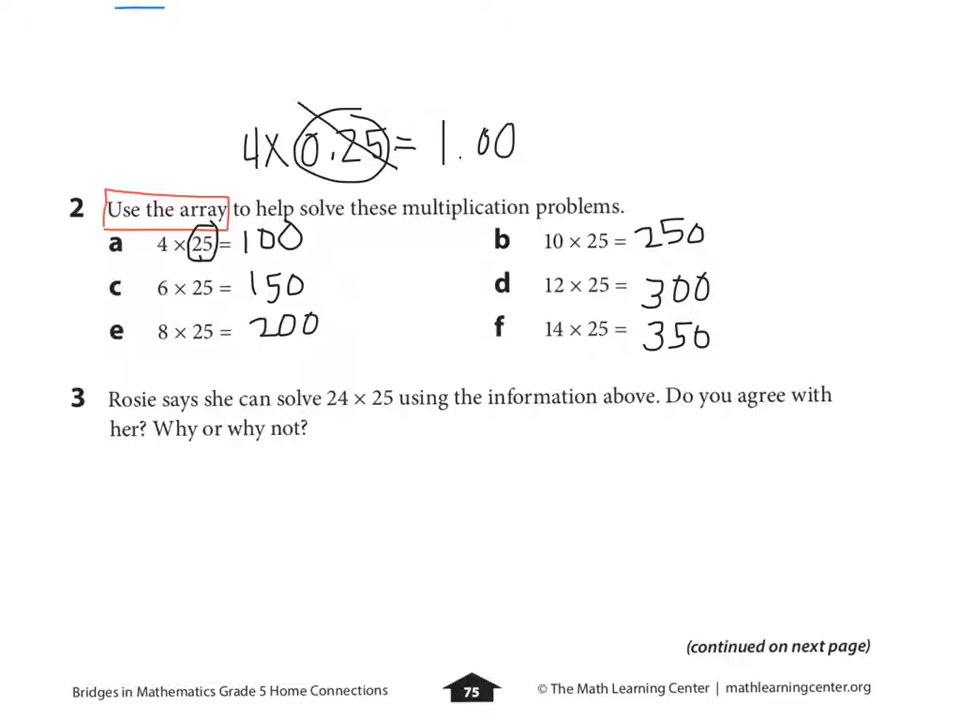 4 × 0.25 = 1.00
2 Use the array to help solve these multiplication problems.
a 4 × 25 = 100
b 10 × 25 = 250
c 6 × 25 = 150
d 12 × 25 = 300
e 8 × 25 = 200
f 14 × 25 = 350
3 Rosie says she can solve 24 × 25 using the information above. Do you agree with
her? Why or why not?
(continued on next page)
Bridges in Mathematics Grade 5 Home Connections 75 © The Math Learning Center | mathlearningcenter.org